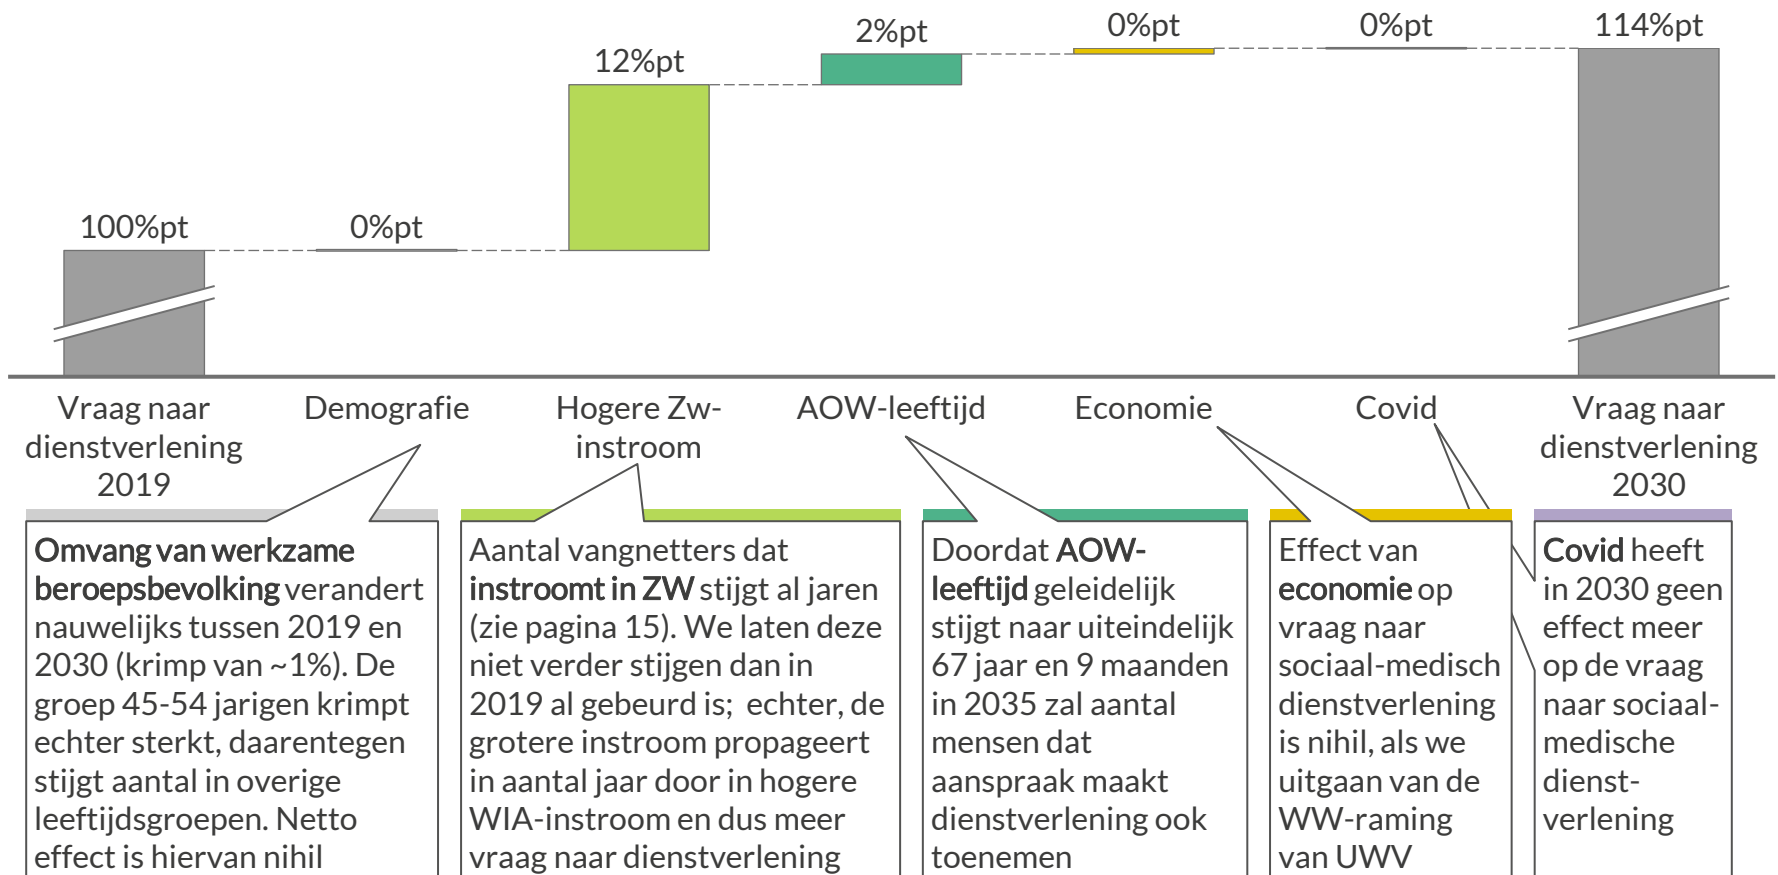 100%pt
0%pt
12%pt
2%pt
0%pt
0%pt
114%pt
Vraag naar
dienstverlening
2019
Demografie
Hogere Zw-
instroom
AOW-leeftijd
Economie
Covid
Vraag naar
dienstverlening
2030
Omvang van werkzame
beroepsbevolking verandert
nauwelijks tussen 2019 en
2030 (krimp van ~1%). De
groep 45-54 jarigen krimpt
echter sterkt, daarentegen
stijgt aantal in overige
leeftijdsgroepen. Netto
effect is hiervan nihil
Aantal vangnetters dat
instroomt in ZW stijgt al jaren
(zie pagina 15). We laten deze
niet verder stijgen dan in
2019 al gebeurd is; echter, de
grotere instroom propageert
in aantal jaar door in hogere
WIA-instroom en dus meer
vraag naar dienstverlening
Doordat AOW-
leeftijd geleidelijk
stijgt naar uiteindelijk
67 jaar en 9 maanden
in 2035 zal aantal
mensen dat
aanspraak maakt
dienstverlening ook
toenemen
Effect van
economie op
vraag naar
sociaal-medisch
dienstverlening
is nihil, als we
uitgaan van de
WW-raming
van UWV
Covid heeft
in 2030 geen
effect meer
op de vraag
naar sociaal-
medische
dienst-
verlening